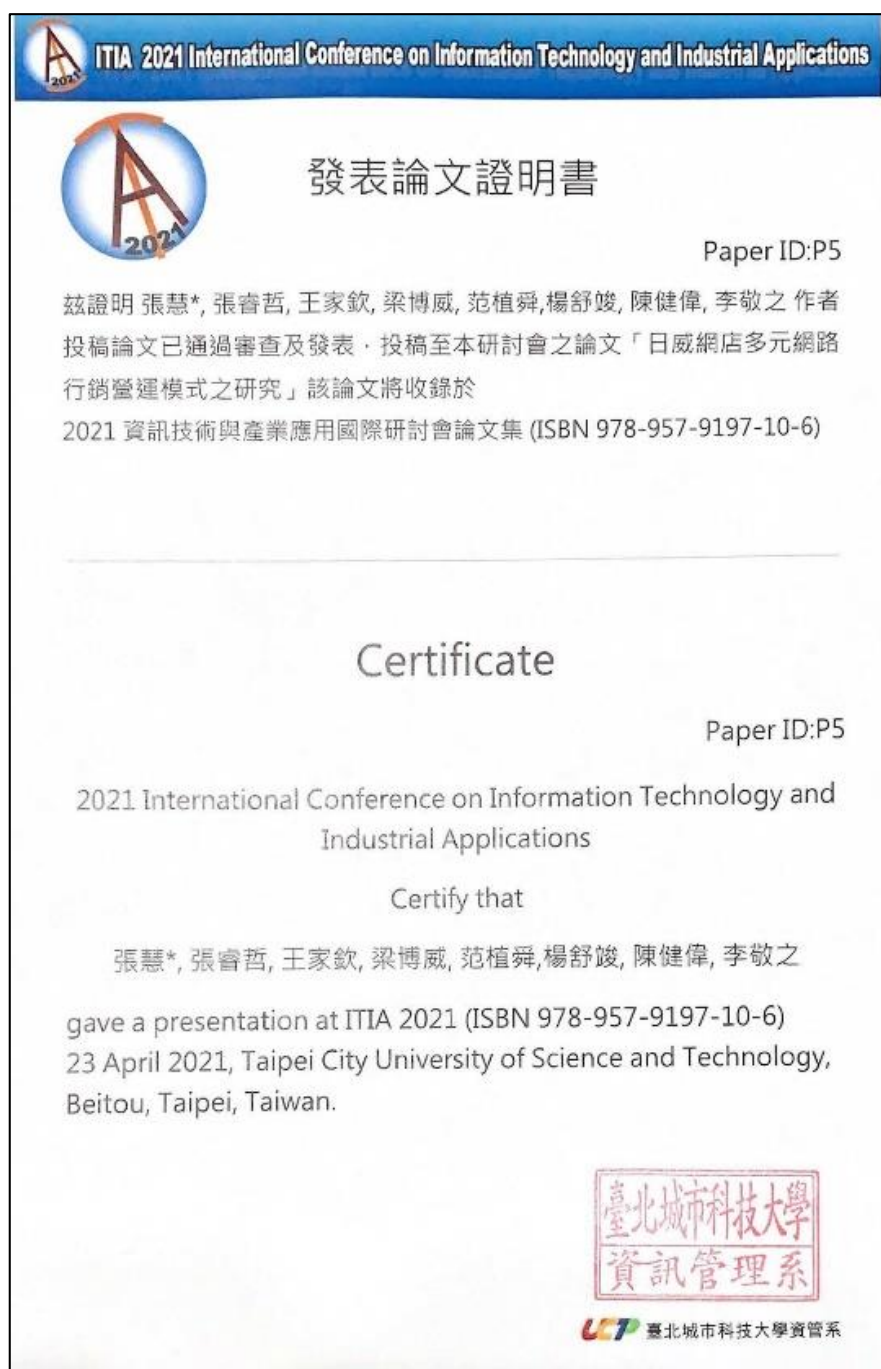 2021
ITIA 2021 International Conference on Information Technology and Industrial Applications
2021
發表論文證明書
Paper ID:P5
茲證明 張慧*, 張睿哲, 王家欽, 梁博威, 范植舜,楊舒竣, 陳健偉, 李敬之 作者
投稿論文已通過審查及發表，投稿至本研討會之論文「日威網店多元網路
行銷營運模式之研究」該論文將收錄於
2021 資訊技術與產業應用國際研討會論文集 (ISBN 978-957-9197-10-6)
Certificate
Paper ID:P5
2021 International Conference on Information Technology and
Industrial Applications
Certify that
張慧*, 張睿哲, 王家欽, 梁博威, 范植舜,楊舒竣, 陳健偉, 李敬之
gave a presentation at ITIA 2021 (ISBN 978-957-9197-10-6)
23 April 2021, Taipei City University of Science and Technology,
Beitou, Taipei, Taiwan.
臺北城市科技大學
資訊管理系
臺北城市科技大學資管系